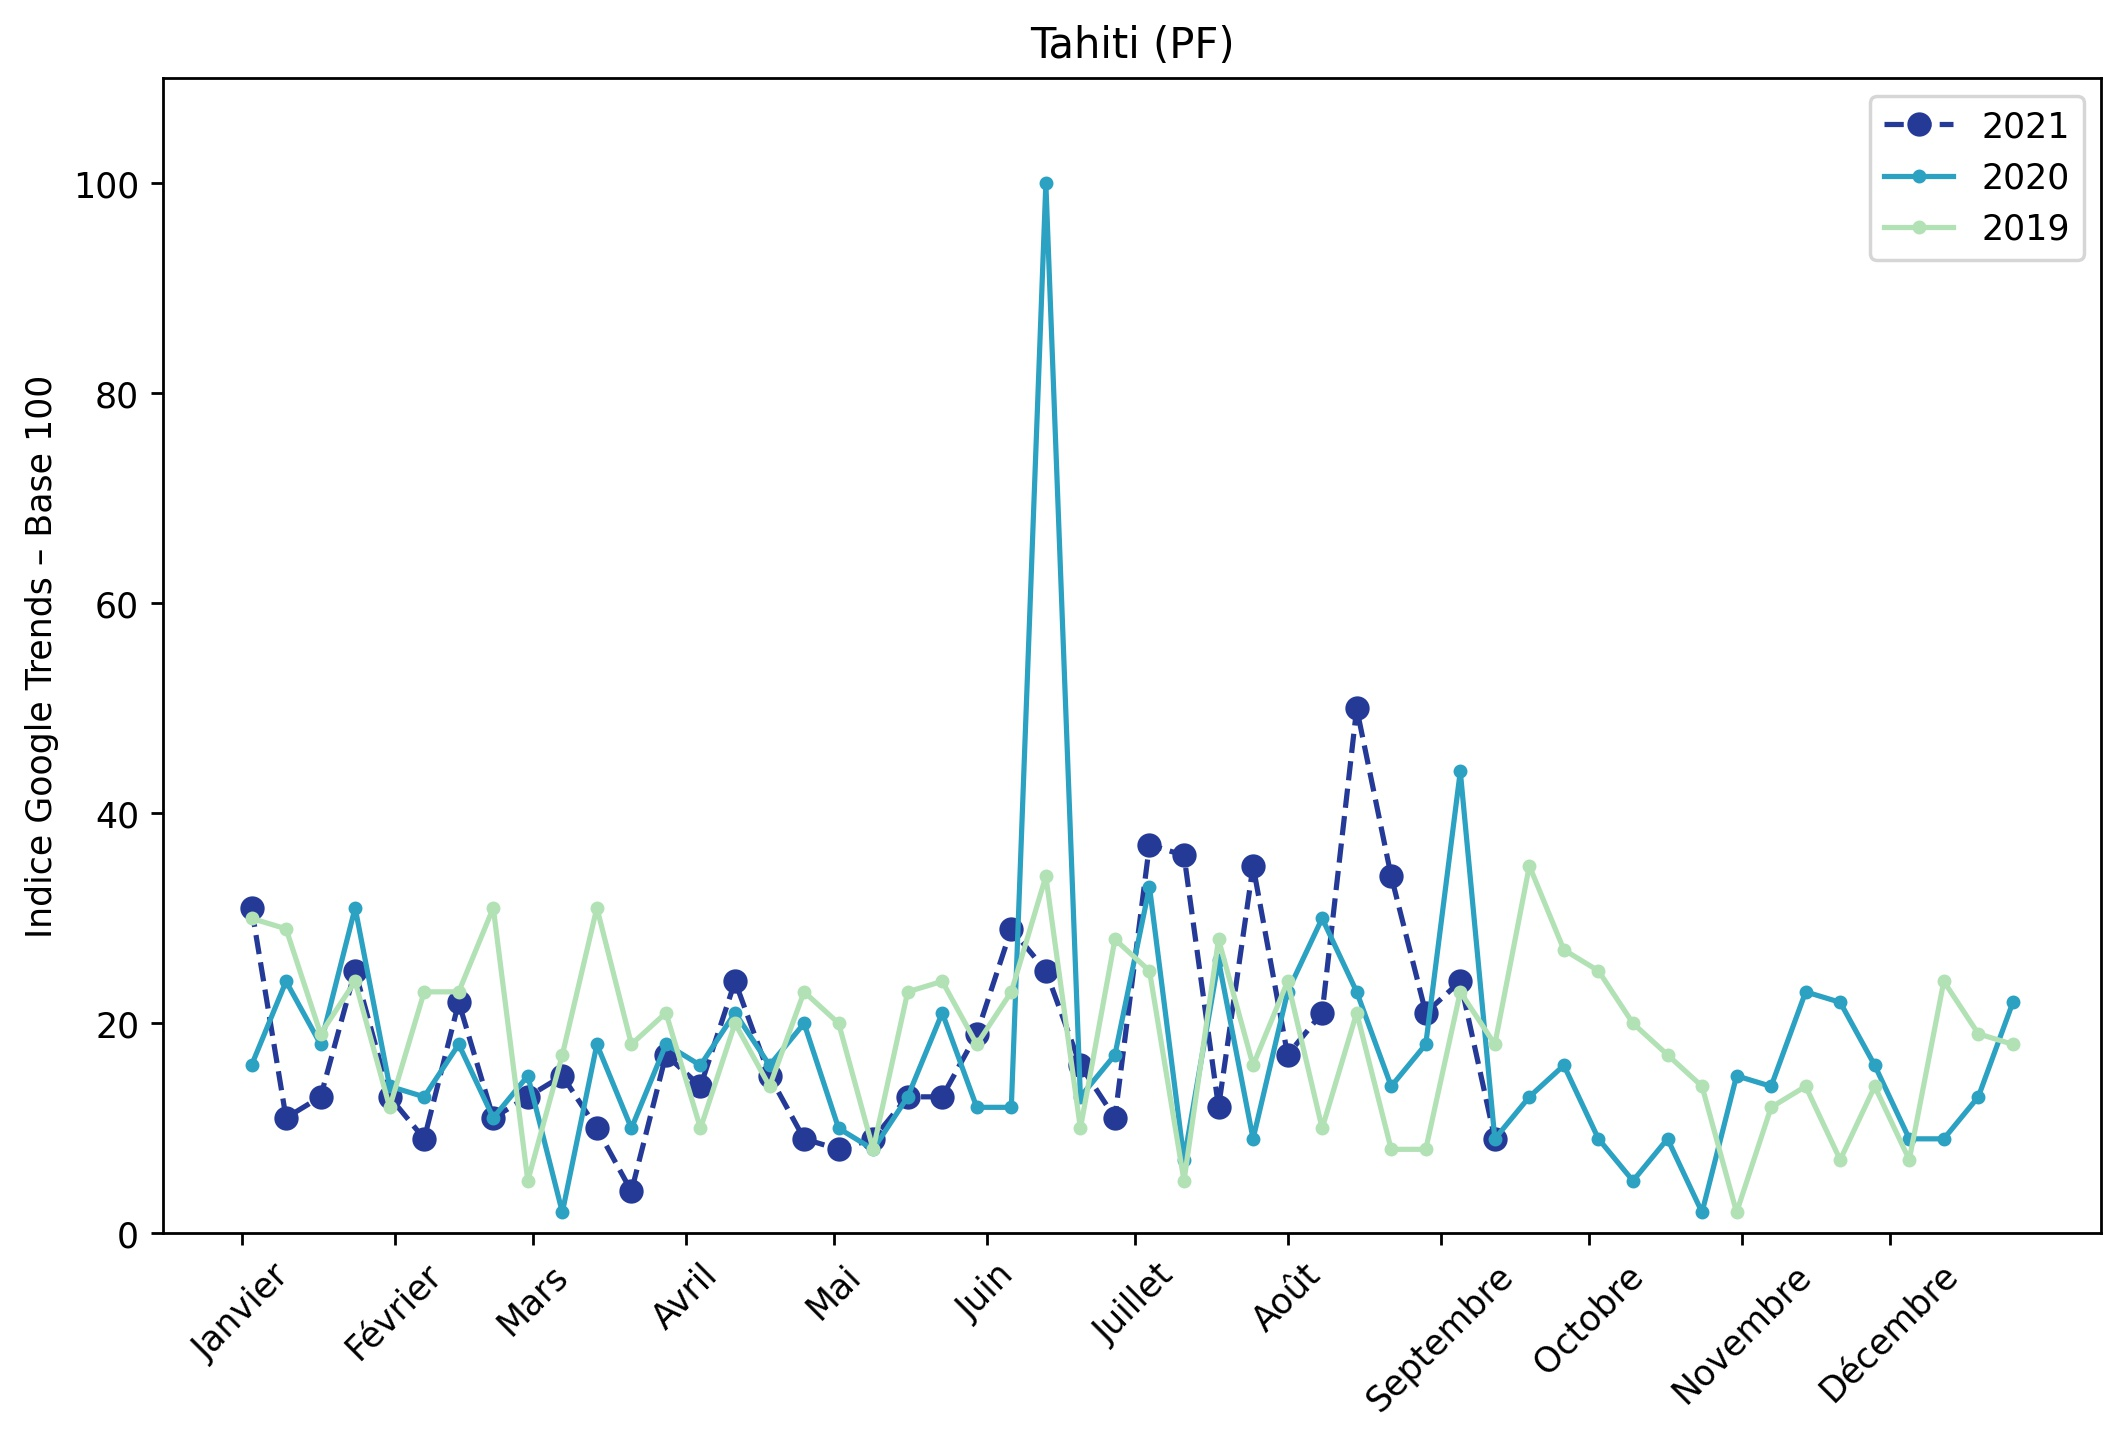 Tahiti (PF)
2021
2020
2019
Indice Google Trends – Base 100
100
80
60
40
20
0
Janvier
Février
Mars
Avril
Mai
Juin
Juillet
Août
Septembre
Octobre
Novembre
Décembre